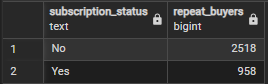 subscription_status repeat_buyers
text bigint
1 No 2518
2 Yes 958